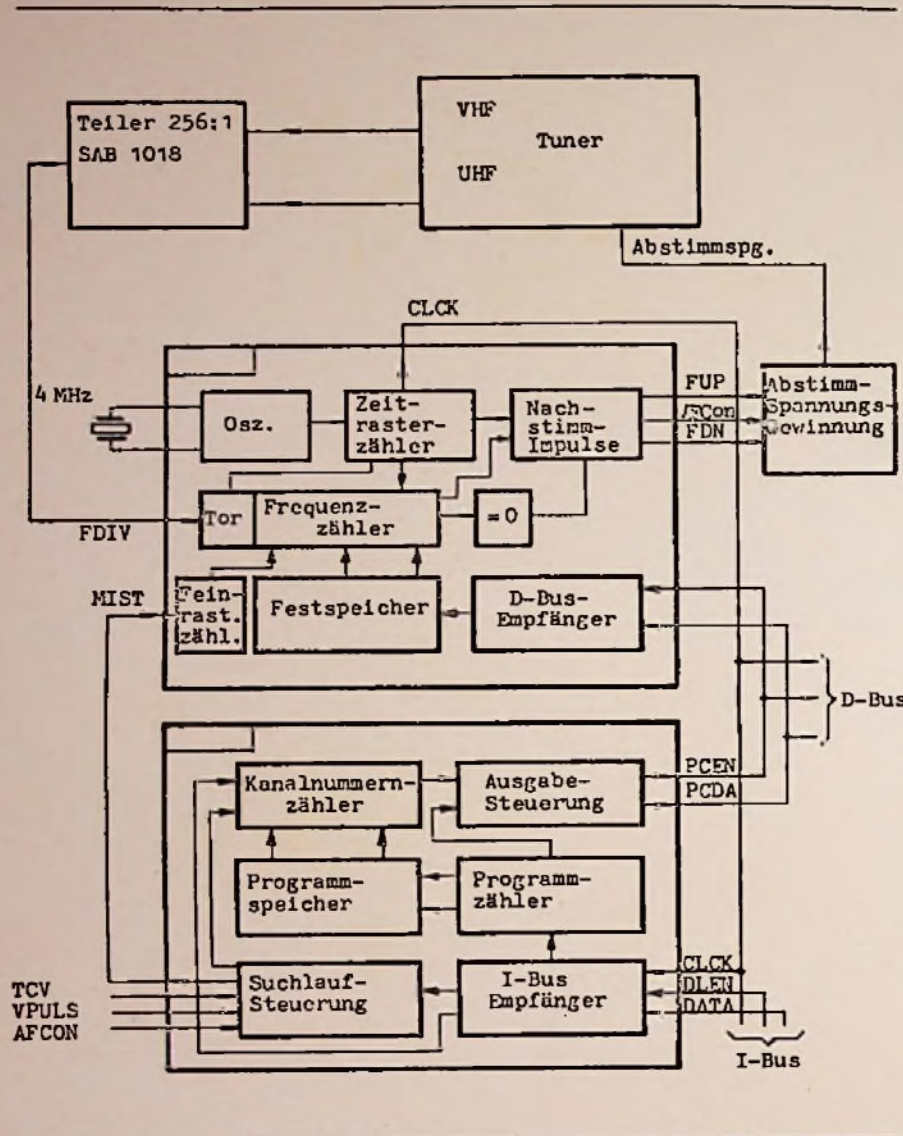 Teiler 256:1
SAB 1018
VHF
Tuner
UHF
Abstimmspg.
CLCK
4 MHz
Osz.
Zeit-
raster-
zähler
Nach-
stimm-
Impulse
FUP
FDN
Abstimm-
Spannungs-
Gewinnung
FDIV
Tor
Frequenz-
zähler
=0
MIST
Fein-
rast.
zähl.
Festspeicher
D-Bus-
Empfänger
D-Bus
Kanalnummern-
zähler
Ausgabe-
Steuerung
PCEN
PCDA
Programm-
speicher
Programm-
zähler
TCV
VPULS
AFCON
Suchlauf-
Steuerung
I-Bus
Empfänger
CLCK
DLEN
DATA
I-Bus